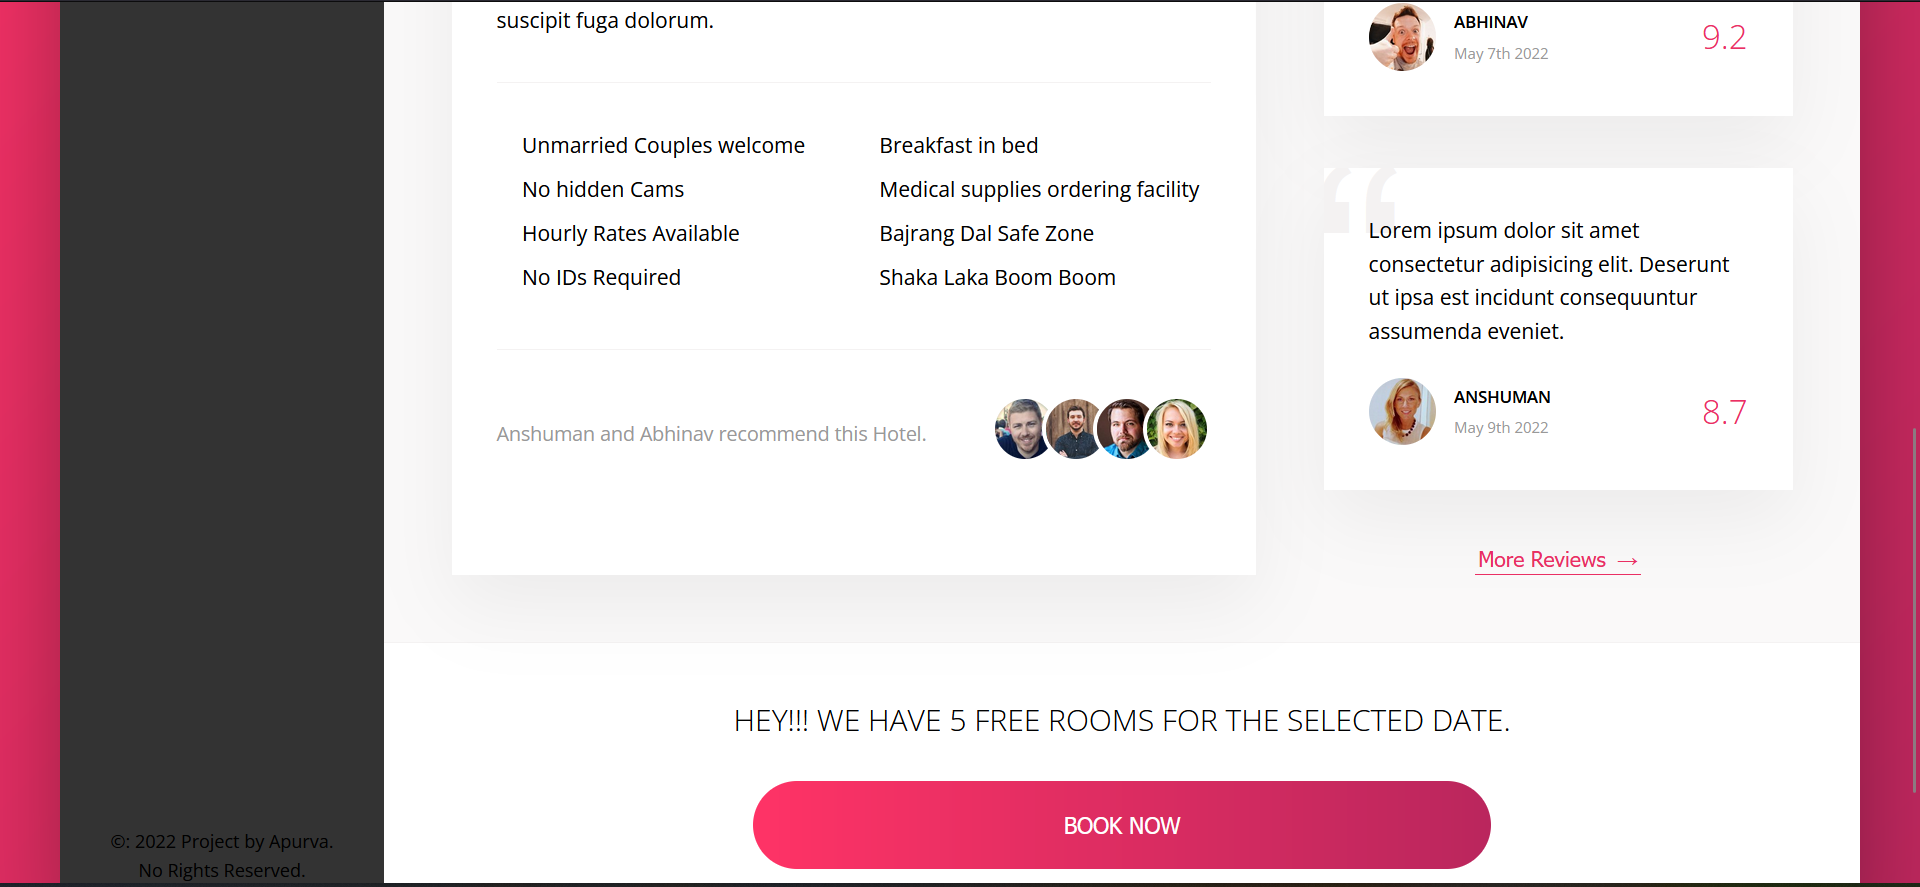 suscipit fuga dolorum.
Unmarried Couples welcome
No hidden Cams
Hourly Rates Available
No IDs Required
Breakfast in bed
Medical supplies ordering facility
Bajrang Dal Safe Zone
Shaka Laka Boom Boom
Anshuman and Abhinav recommend this Hotel.
ABHINAV
May 7th 2022
9.2
“
Lorem ipsum dolor sit amet
consectetur adipisicing elit. Deserunt
ut ipsa est incidunt consequuntur
assumenda eveniet.
ANSHUMAN
May 9th 2022
8.7
More Reviews →
HEY!!! WE HAVE 5 FREE ROOMS FOR THE SELECTED DATE.
BOOK NOW
©: 2022 Project by Apurva.
No Rights Reserved.